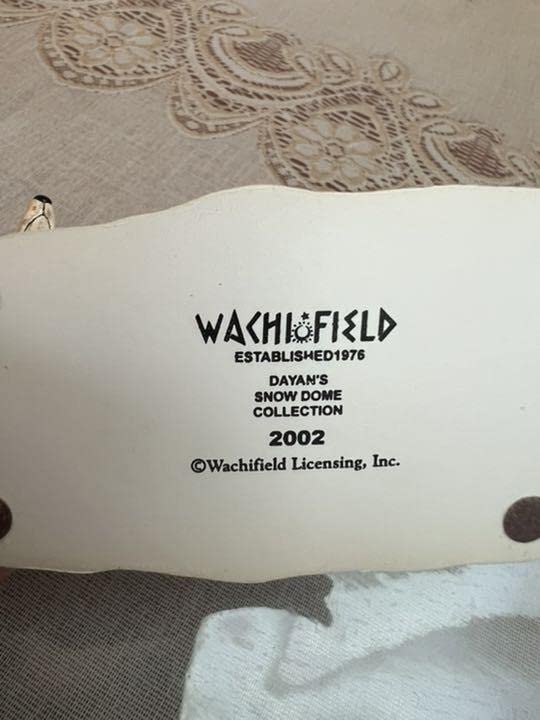 WACHIFIELD
ESTABLISHED1976
DAYAN'S
SNOW DOME
COLLECTION
2002
©Wachifield Licensing, Inc.